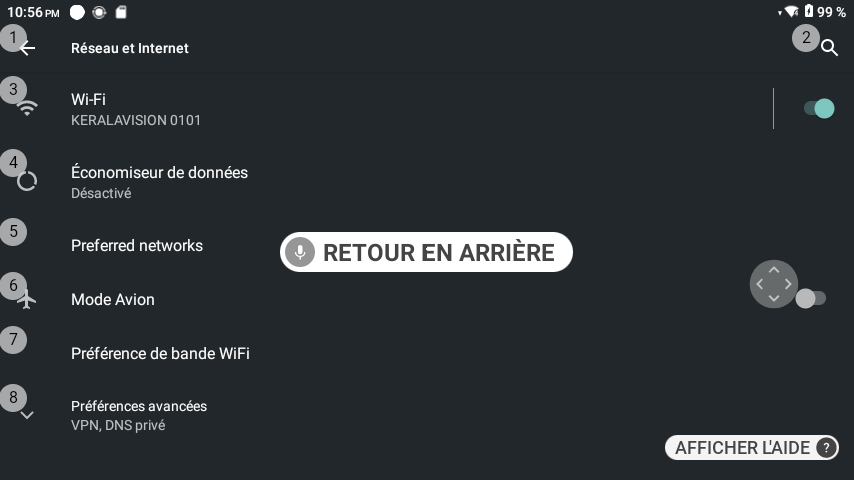 10:56 PM 99 %
1 Réseau et Internet 2
3 Wi-Fi
KERALAVISION 0101
4 Économiseur de données
Désactivé
5 Preferred networks
RETOUR EN ARRIÈRE
6 Mode Avion
7 Préférence de bande WiFi
8 Préférences avancées
VPN, DNS privé
AFFICHER L'AIDE ?